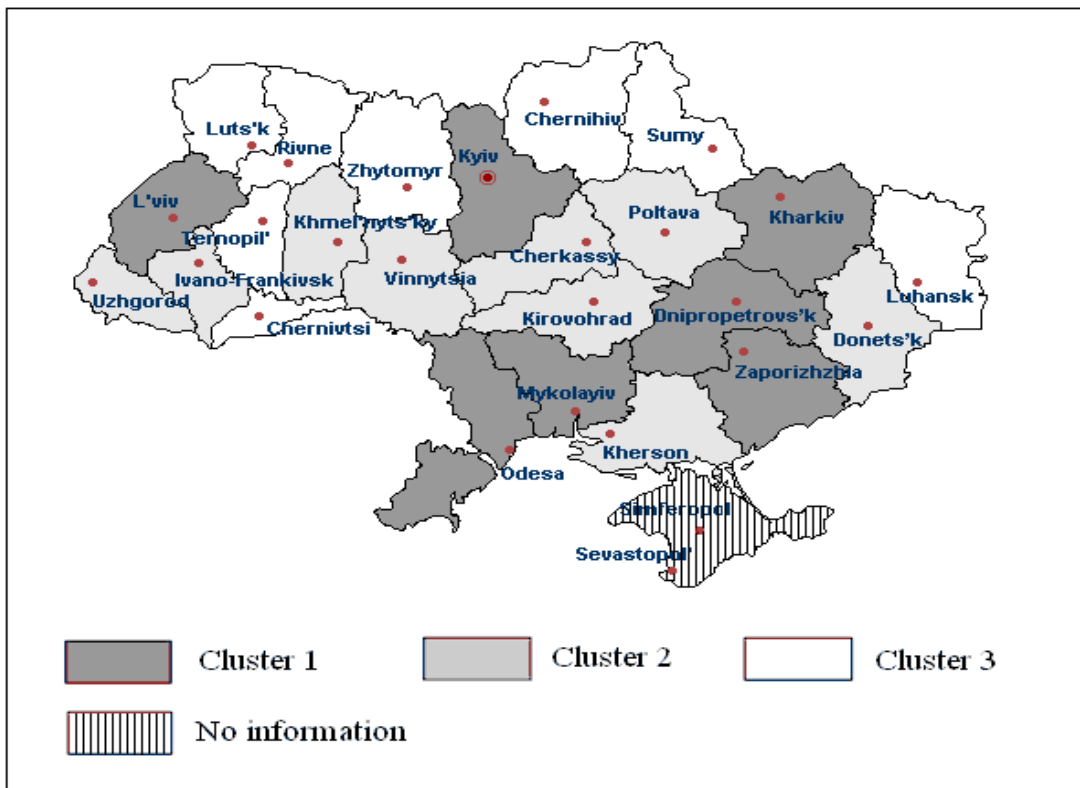 Chernihiv
Luts'k
Sumy
Rivne
Kyiv
Zhytomyr
L'viv
Poltava
Kharkiv
Khmel'nyts'ky
Ternopil'
Cherkassy
Ivano-Frankivsk
Vinnytsia
Uzhgorod
Luhansk
Chernivtsi
Kirovohrad
Dnipropetrovs'k
Donets'k
Zaporizhzhia
Mykolayiv
Kherson
Odesa
Simferopol
Sevastopol'
Cluster 1
Cluster 2
Cluster 3
No information